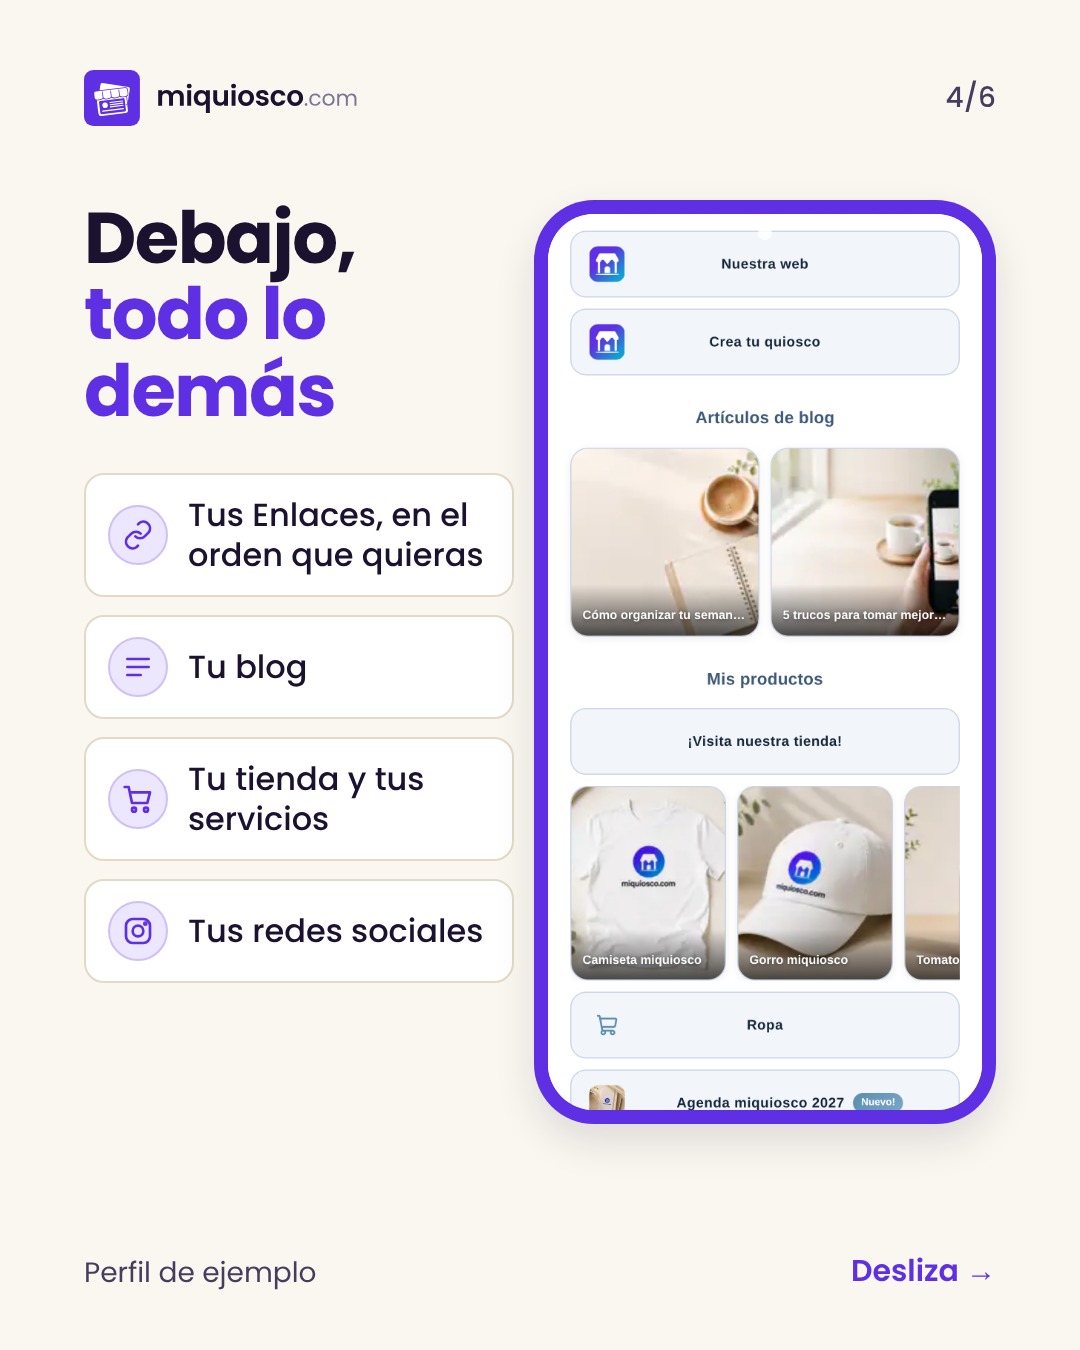 miquiosco.com
4/6
Debajo,
todo lo
demás
Tus Enlaces, en el
orden que quieras
Tu blog
Tu tienda y tus
servicios
Tus redes sociales
Nuestra web
Crea tu quiosco
Artículos de blog
Cómo organizar tu seman...
5 trucos para tomar mejor...
Mis productos
¡Visita nuestra tienda!
miquiosco.com
miquiosco.com
Camiseta miquiosco
Gorro miquiosco
Tomato
Ropa
Agenda miquiosco 2027
Nuevo!
Perfil de ejemplo
Desliza →